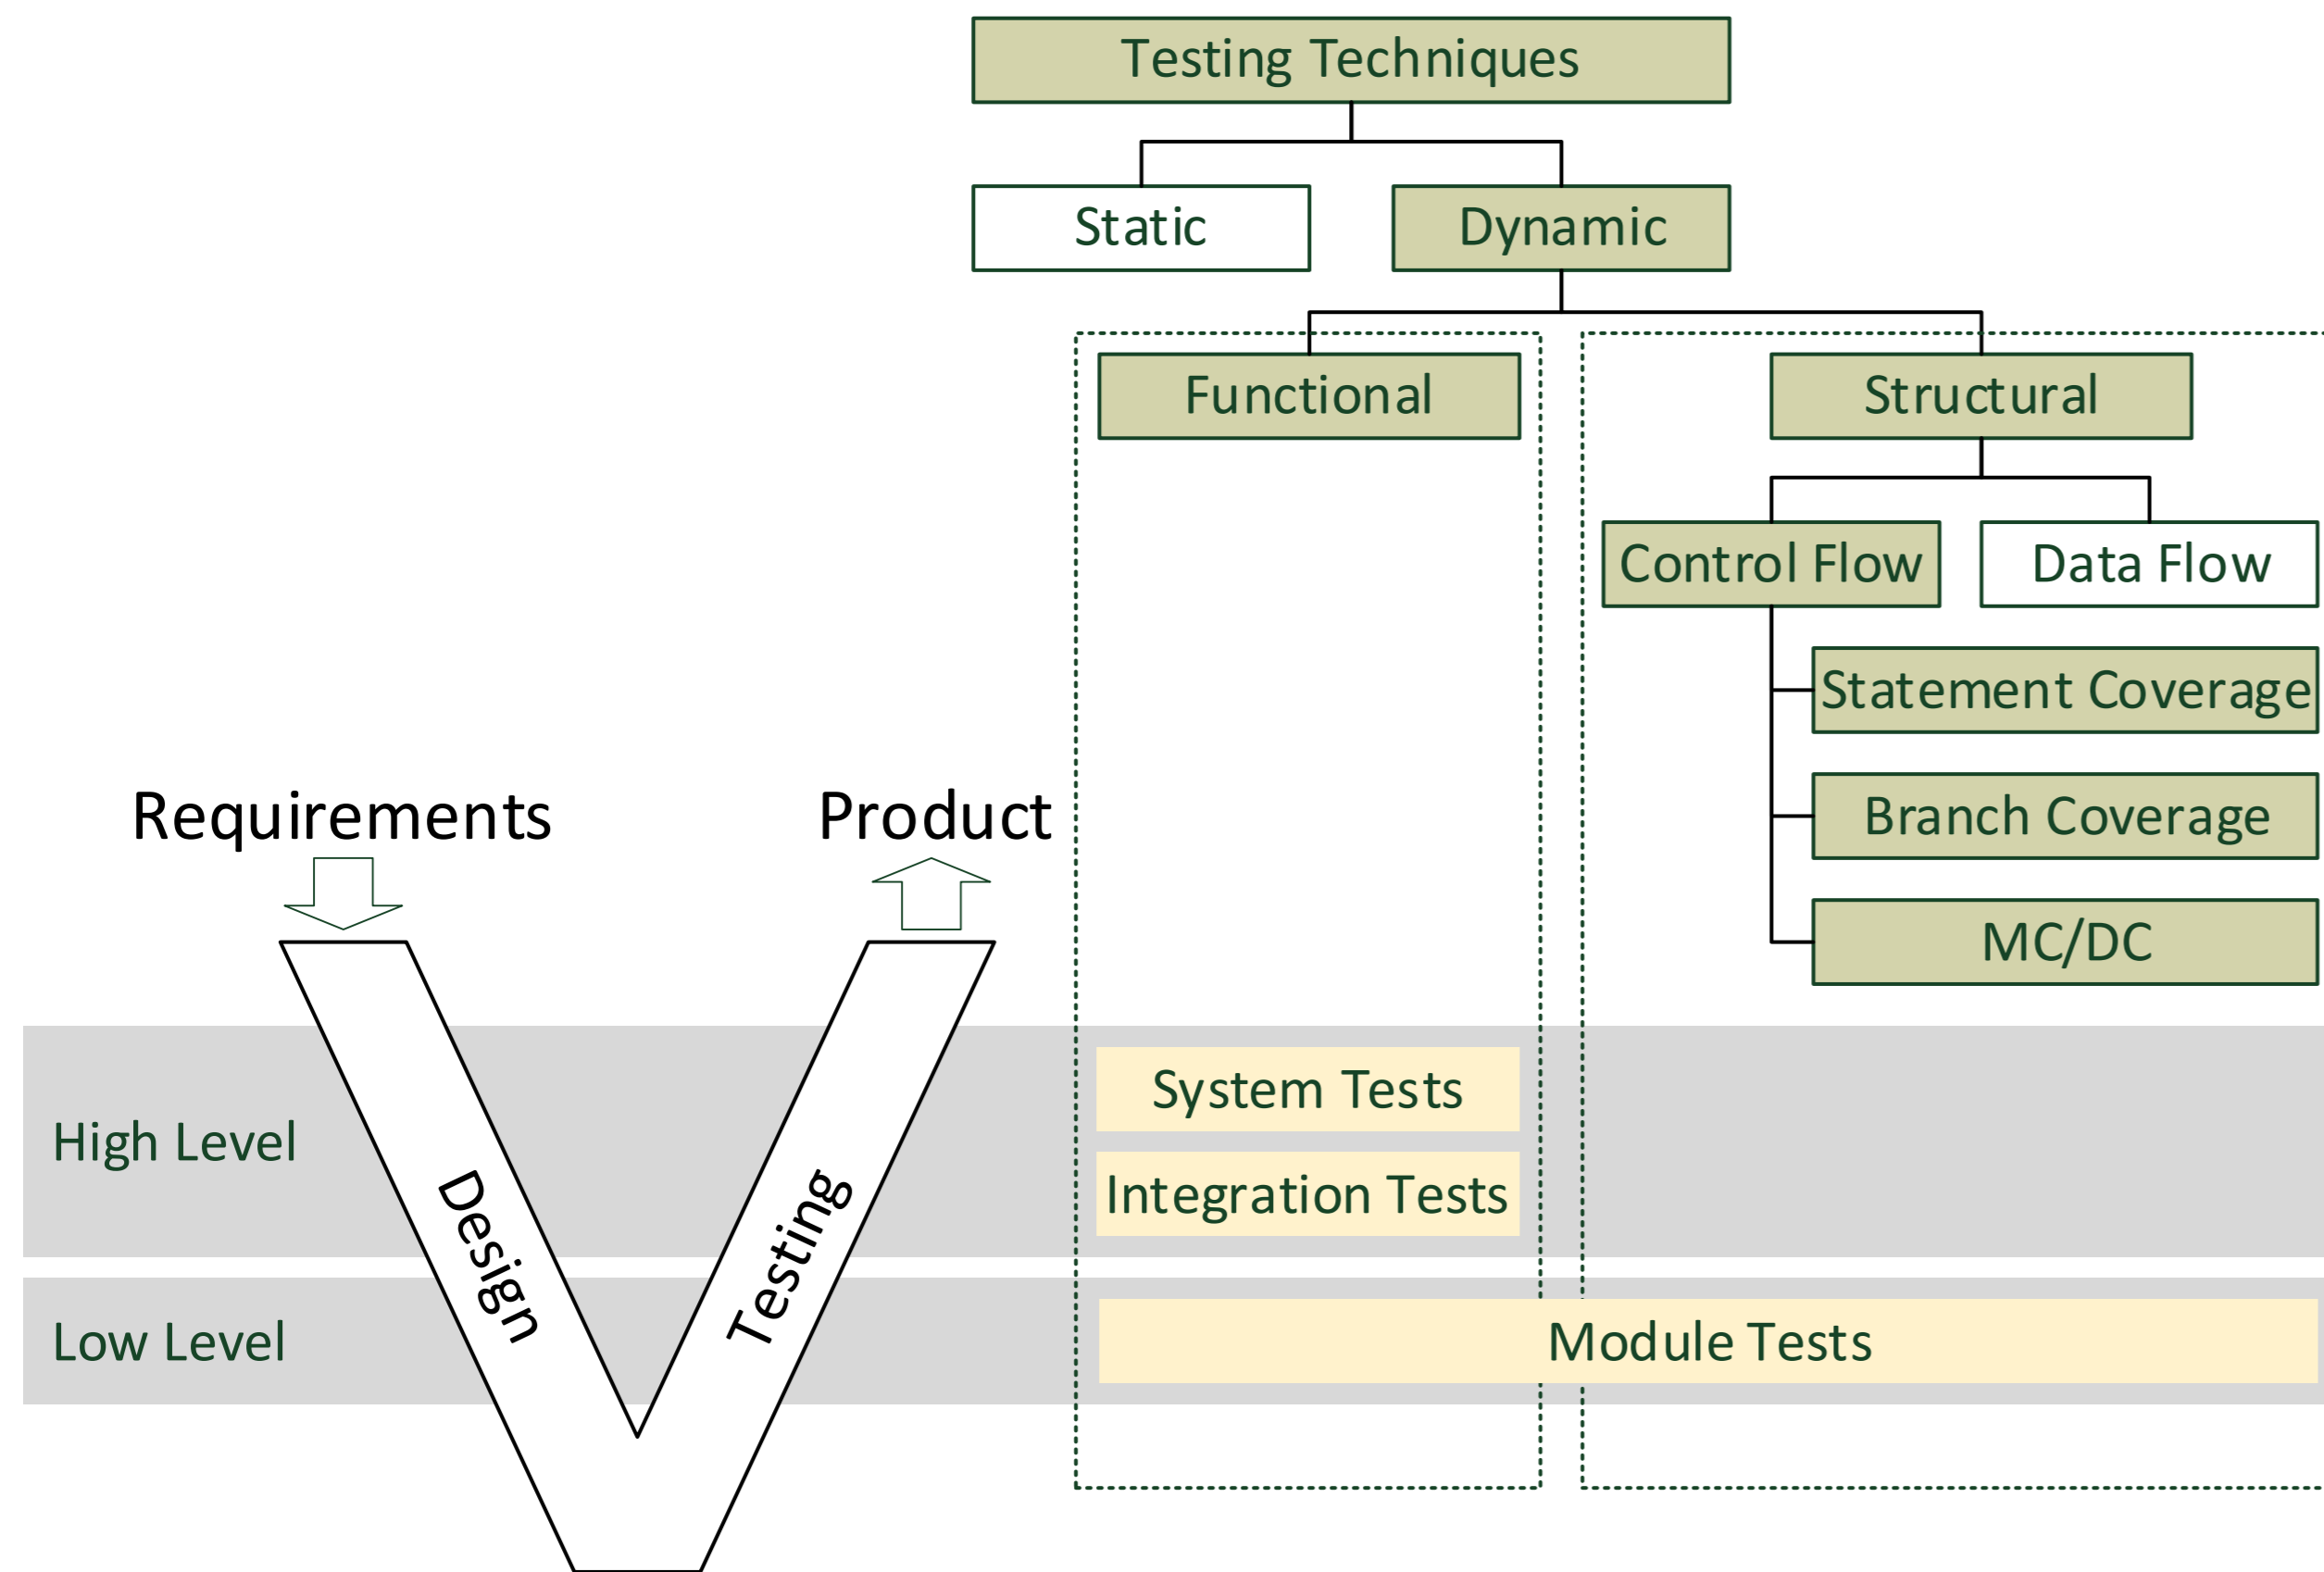 Testing Techniques
Static
Dynamic
Functional
Structural
Control Flow
Data Flow
Statement Coverage
Branch Coverage
MC/DC
Requirements
Product
Design
Testing
High Level
System Tests
Integration Tests
Low Level
Module Tests